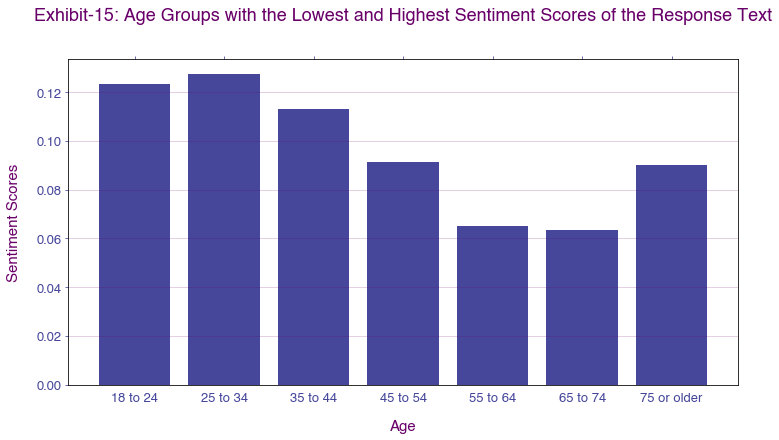 Exhibit-15: Age Groups with the Lowest and Highest Sentiment Scores of the Response Text
Sentiment Scores
0.12
0.10
0.08
0.06
0.04
0.02
0.00
18 to 24 25 to 34 35 to 44 45 to 54 55 to 64 65 to 74 75 or older
Age